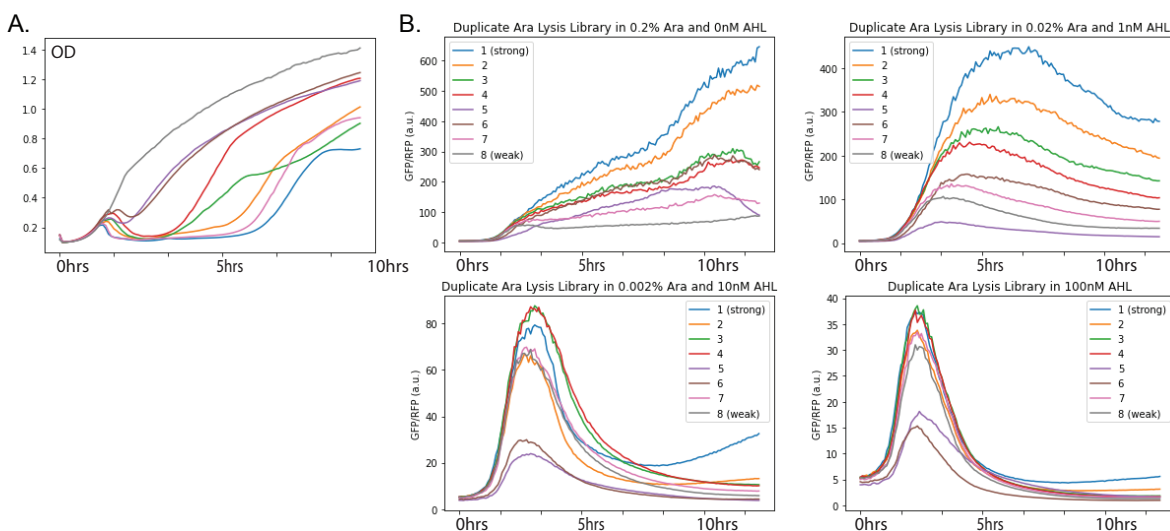 A.
OD
1.4
1.2
1.0
0.8
0.6
0.4
0.2
0hrs 5hrs 10hrs
B.
Duplicate Ara Lysis Library in 0.2% Ara and 0nM AHL
GFP/RFP (a.u.)
600
500
400
300
200
100
0
1 (strong)
2
3
4
5
6
7
8 (weak)
0hrs 5hrs 10hrs
Duplicate Ara Lysis Library in 0.02% Ara and 1nM AHL
GFP/RFP (a.u.)
400
300
200
100
0
1 (strong)
2
3
4
5
6
7
8 (weak)
0hrs 5hrs 10hrs
Duplicate Ara Lysis Library in 0.002% Ara and 10nM AHL
GFP/RFP (a.u.)
80
60
40
20
0
1 (strong)
2
3
4
5
6
7
8 (weak)
0hrs 5hrs 10hrs
Duplicate Ara Lysis Library in 100nM AHL
GFP/RFP (a.u.)
40
35
30
25
20
15
10
5
0
1 (strong)
2
3
4
5
6
7
8 (weak)
0hrs 5hrs 10hrs